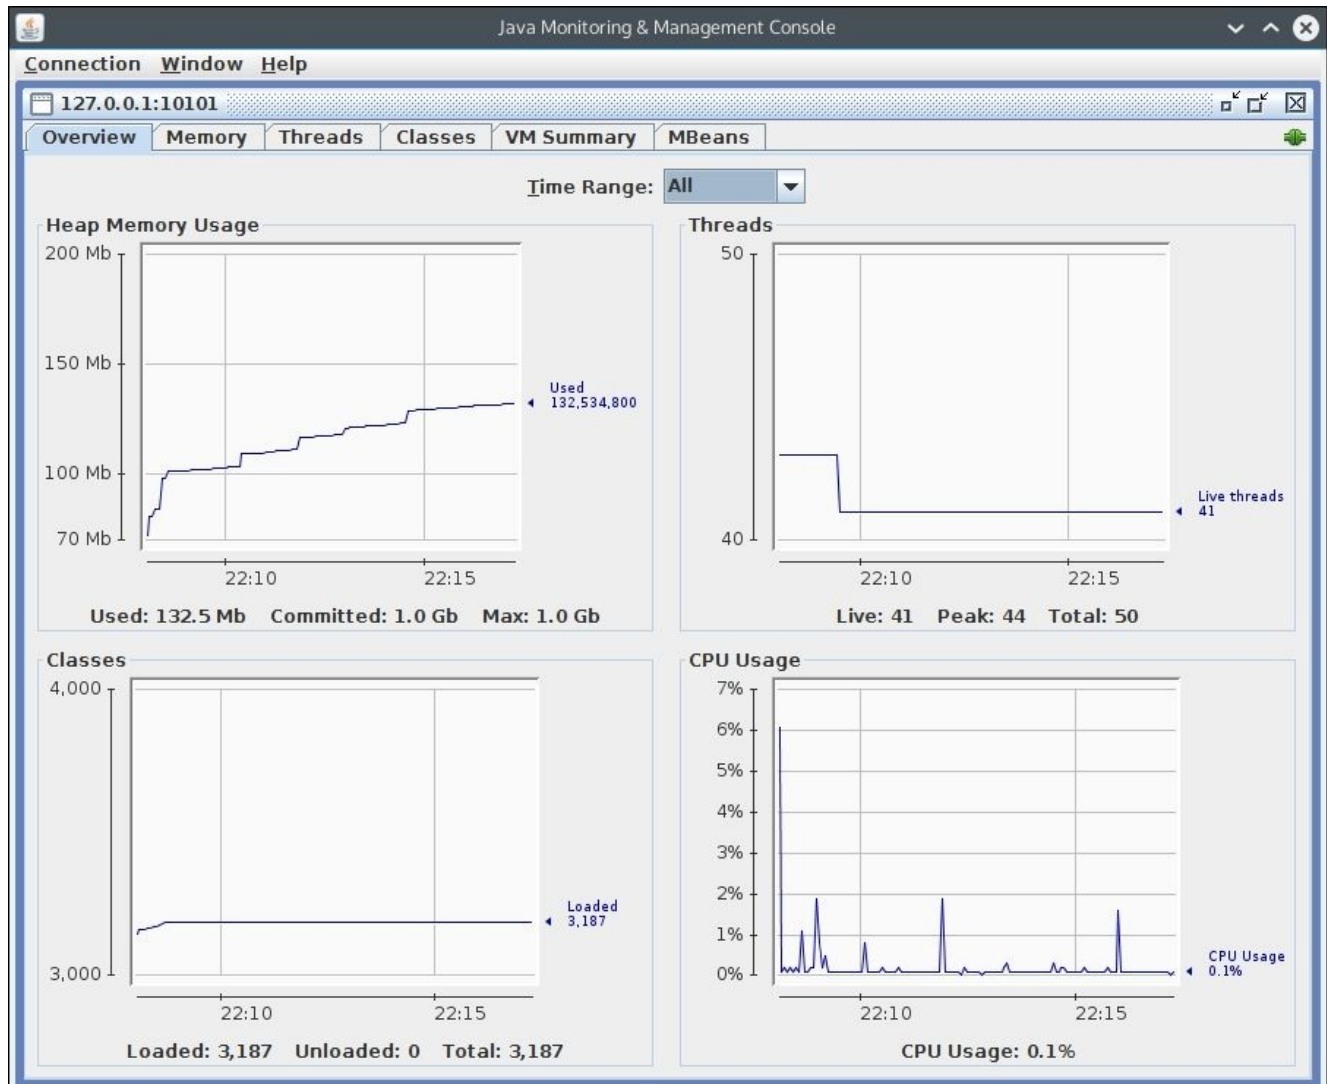 Java Monitoring & Management Console
Connection Window Help
127.0.0.1:10101
Overview Memory Threads Classes VM Summary MBeans
Time Range: All
Heap Memory Usage
200 Mb
150 Mb
100 Mb
70 Mb
Used
132,534,800
22:10 22:15
Used: 132.5 Mb Committed: 1.0 Gb Max: 1.0 Gb
Threads
50
40
Live threads
41
22:10 22:15
Live: 41 Peak: 44 Total: 50
Classes
4,000
3,000
Loaded
3,187
22:10 22:15
Loaded: 3,187 Unloaded: 0 Total: 3,187
CPU Usage
7%
6%
5%
4%
3%
2%
1%
0%
CPU Usage
0.1%
22:10 22:15
CPU Usage: 0.1%